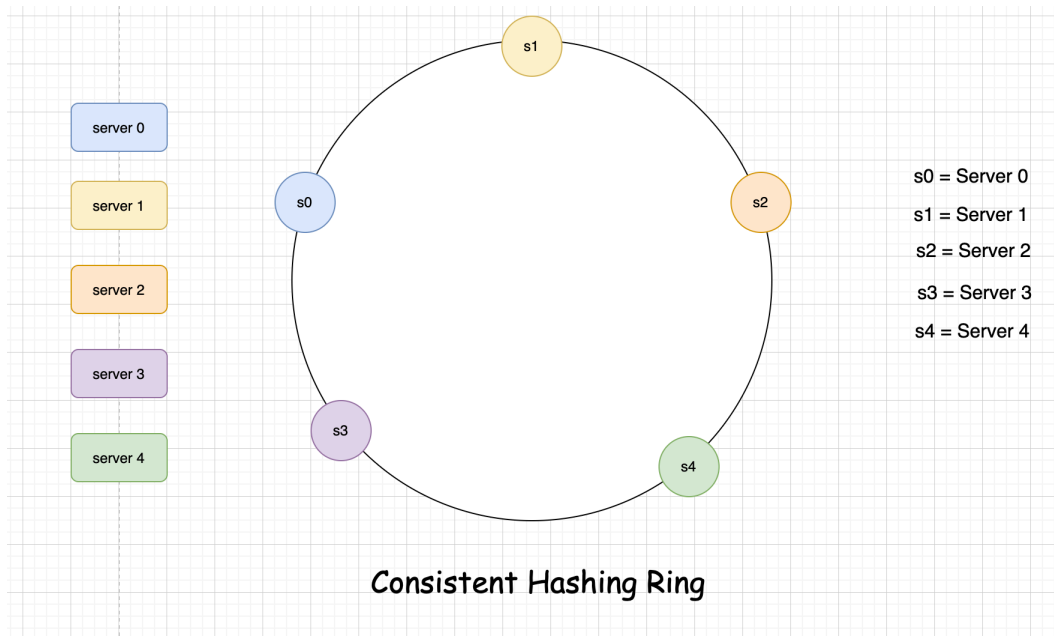 server 0
server 1
server 2
server 3
server 4
s1
s0
s2
s3
s4
s0 = Server 0
s1 = Server 1
s2 = Server 2
s3 = Server 3
s4 = Server 4
Consistent Hashing Ring